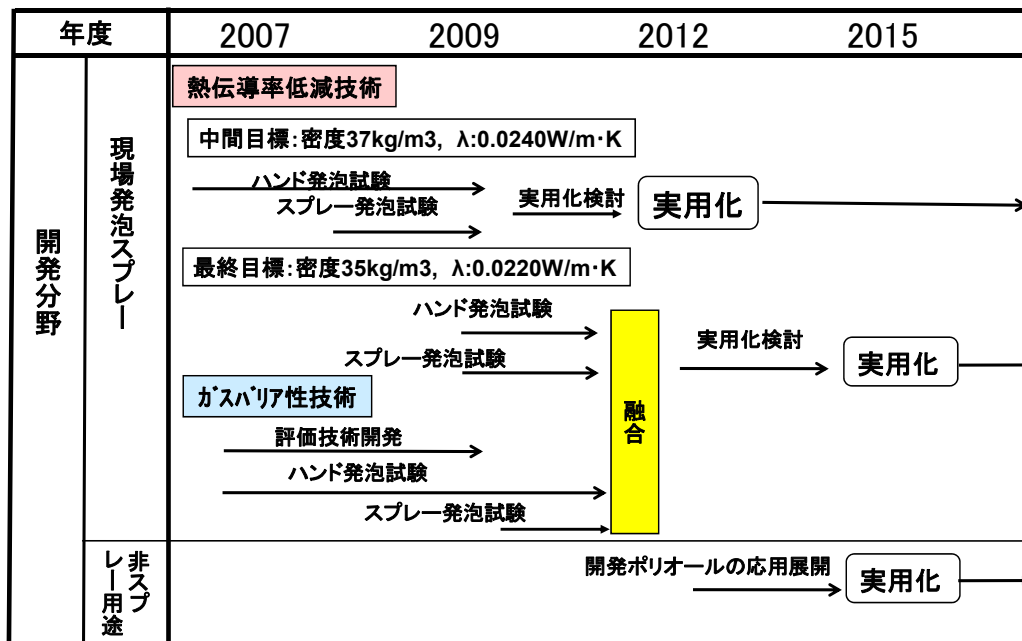 年度
2007
2009
2012
2015
開発分野
現場発泡スプレー
熱伝導率低減技術
中間目標:密度37kg/m3, λ:0.0240W/m・K
ハンド発泡試験
スプレー発泡試験
実用化検討
実用化
最終目標:密度35kg/m3, λ:0.0220W/m・K
ハンド発泡試験
スプレー発泡試験
融合
実用化検討
実用化
ガスバリア性技術
評価技術開発
ハンド発泡試験
スプレー発泡試験
非スプ
レー用途
開発ポリオールの応用展開
実用化